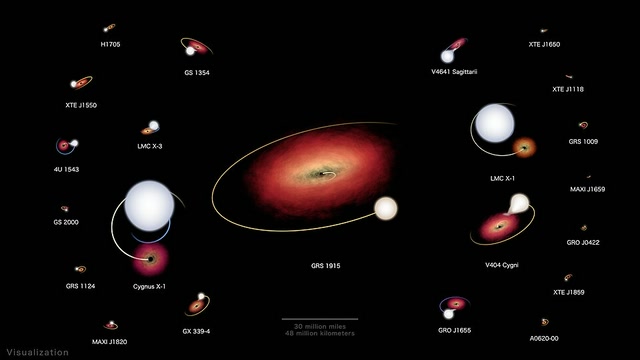 H1705
GS 1354
V4641 Sagittarii
XTE J1650
XTE J1550
XTE J1118
LMC X-3
GRS 1009
4U 1543
LMC X-1
MAXI J1659
GS 2000
GRO J0422
GRS 1915
V404 Cygni
GRS 1124
Cygnus X-1
XTE J1859
GX 339-4
30 million miles
48 million kilometers
GRO J1655
MAXI J1820
A0620-00
Visualization